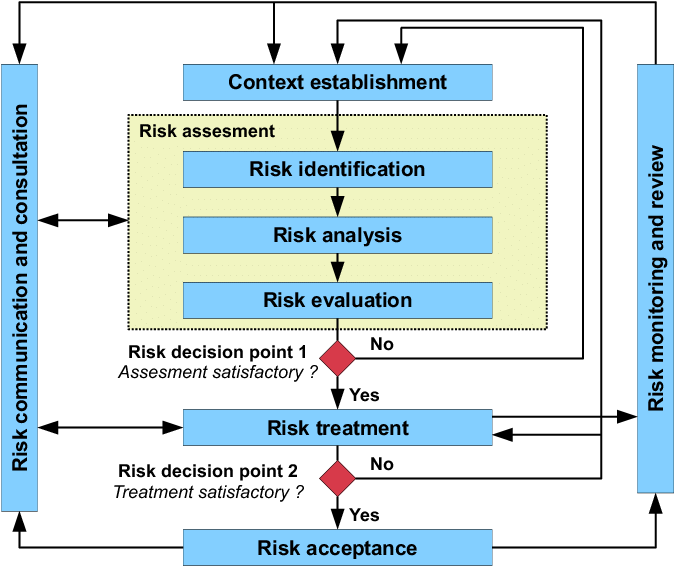 Context establishment
Risk assesment
Risk identification
Risk analysis
Risk evaluation
Risk decision point 1
Assesment satisfactory ?
No
Yes
Risk treatment
Risk decision point 2
Treatment satisfactory ?
No
Yes
Risk acceptance
Risk communication and consultation
Risk monitoring and review